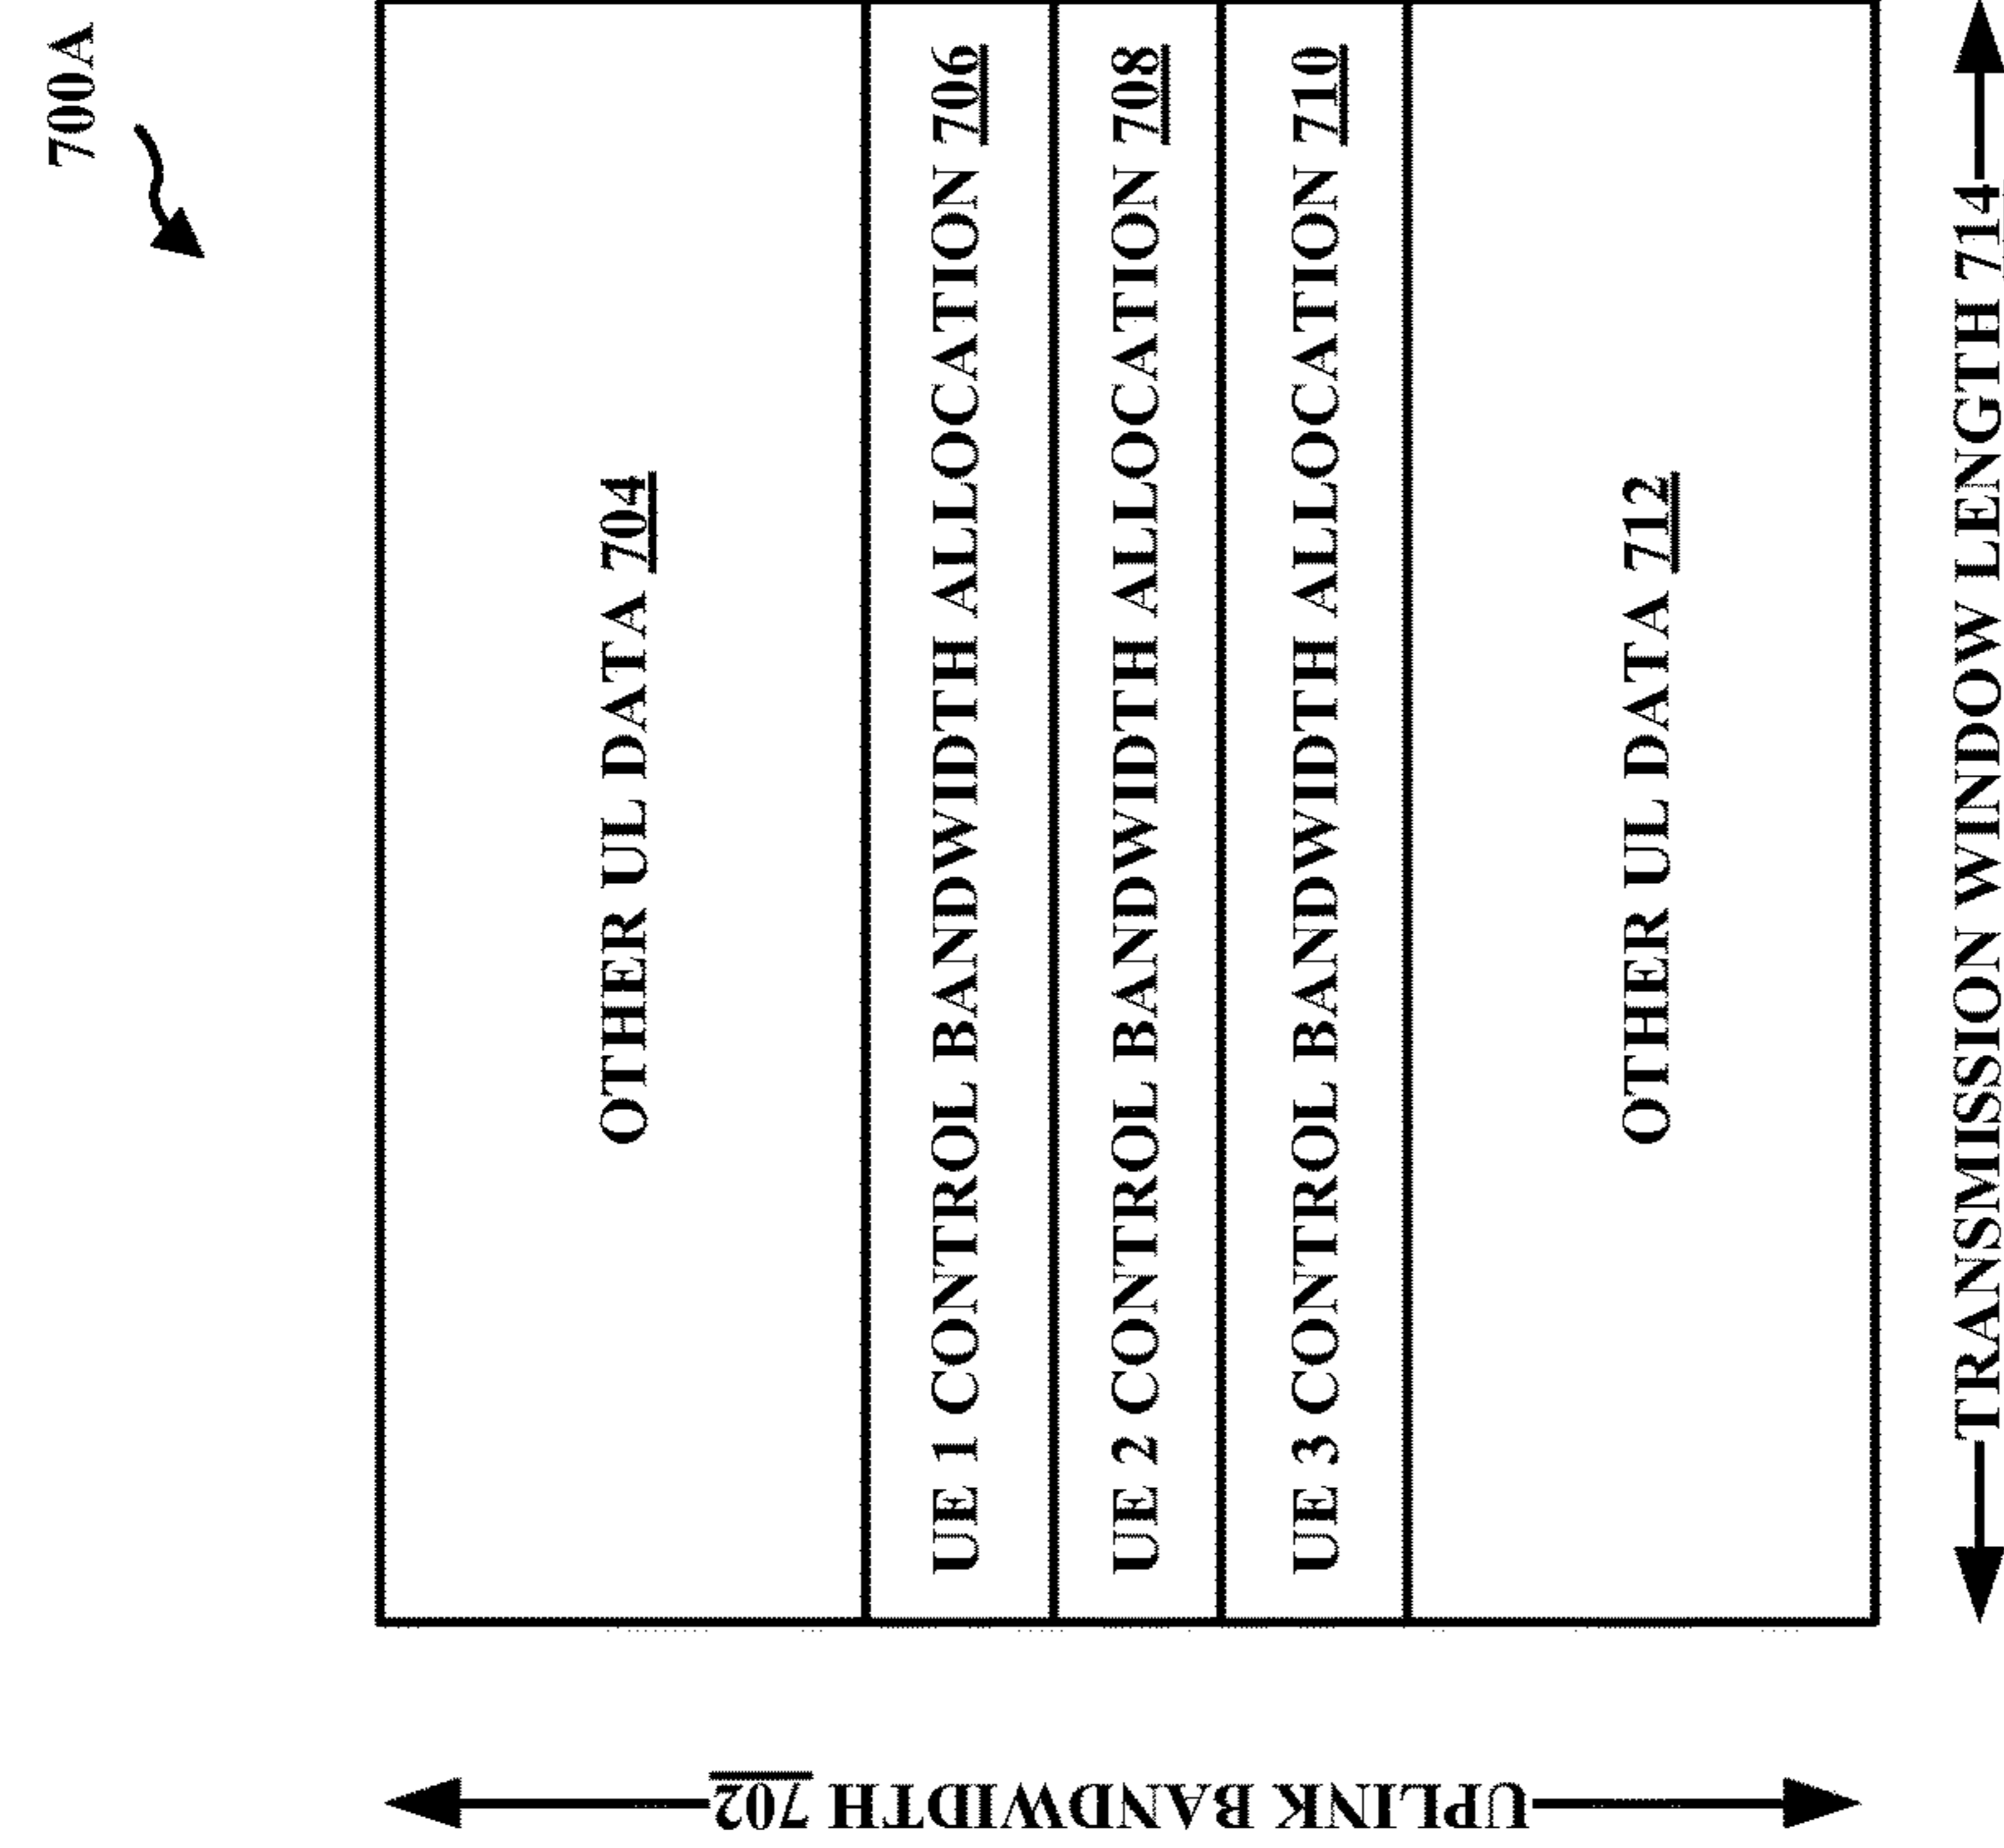 700A
UPLINK BANDWIDTH 702
OTHER UL DATA 704
UE 1 CONTROL BANDWIDTH ALLOCATION 706
UE 2 CONTROL BANDWIDTH ALLOCATION 708
UE 3 CONTROL BANDWIDTH ALLOCATION 710
OTHER UL DATA 712
TRANSMISSION WINDOW LENGTH 714